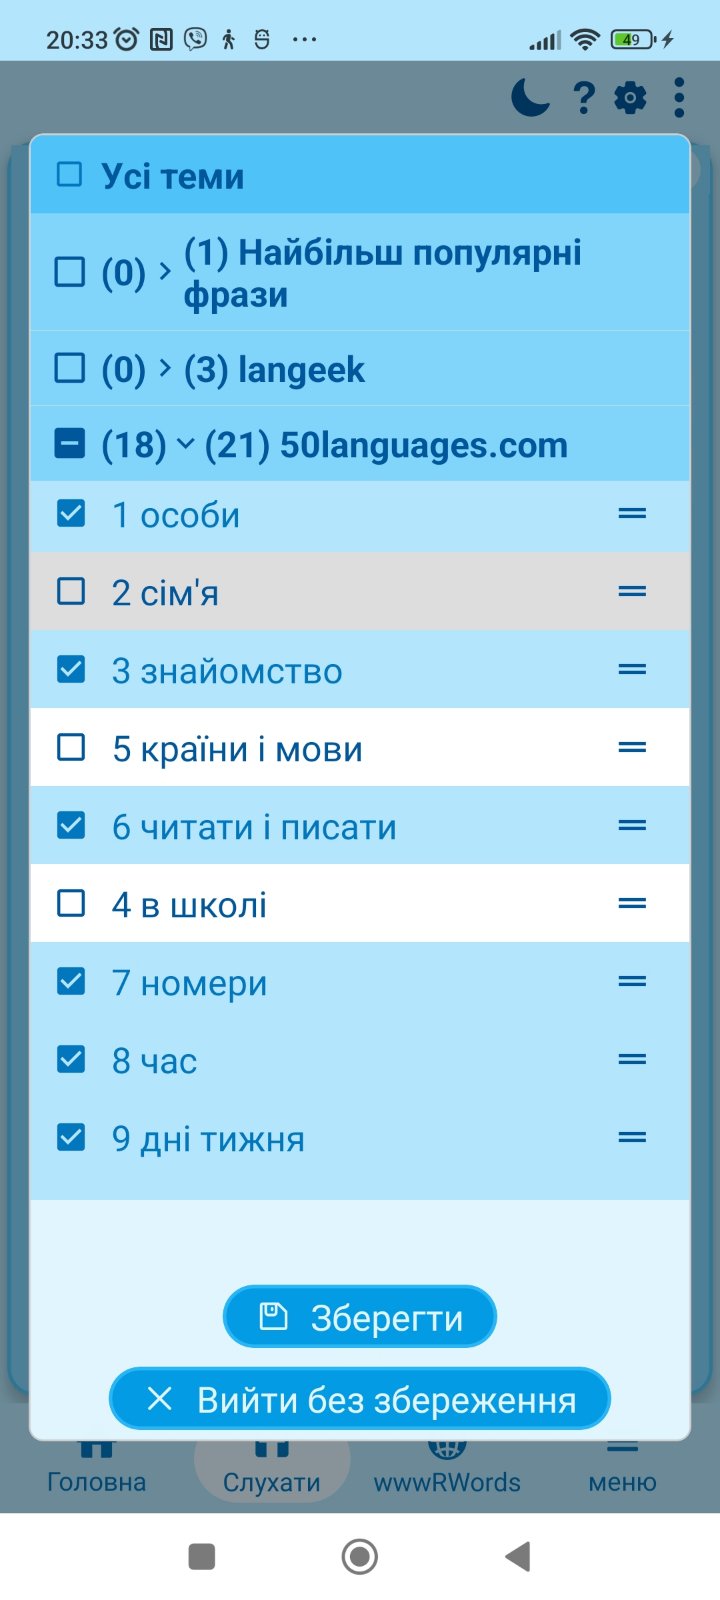 20:33
49
?
Усі теми
(0) > (1) Найбільш популярні
фрази
(0) > (3) langeek
(18) (21) 50languages.com
1 особи
2 сім'я
3 знайомство
5 країни і мови
6 читати і писати
4 в школі
7 номери
8 час
9 дні тижня
Зберегти
Вийти без збереження
Головна Слухати wwwRWords меню